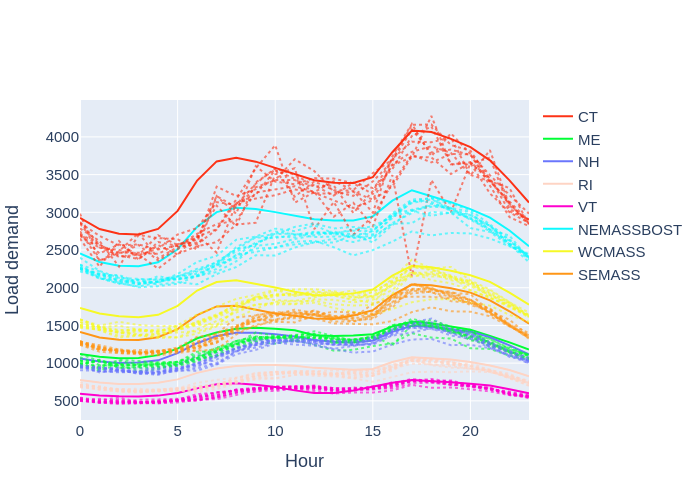 4000
3500
3000
2500
2000
1500
1000
500
0
5
10
15
20
Hour
Load demand
CT
ME
NH
RI
VT
NEMASSBOST
WCMASS
SEMASS